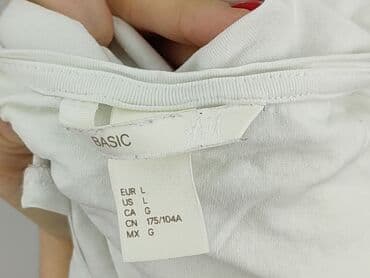 BASIC
EUR L
US L
CA G
CN 175/104A
MX G